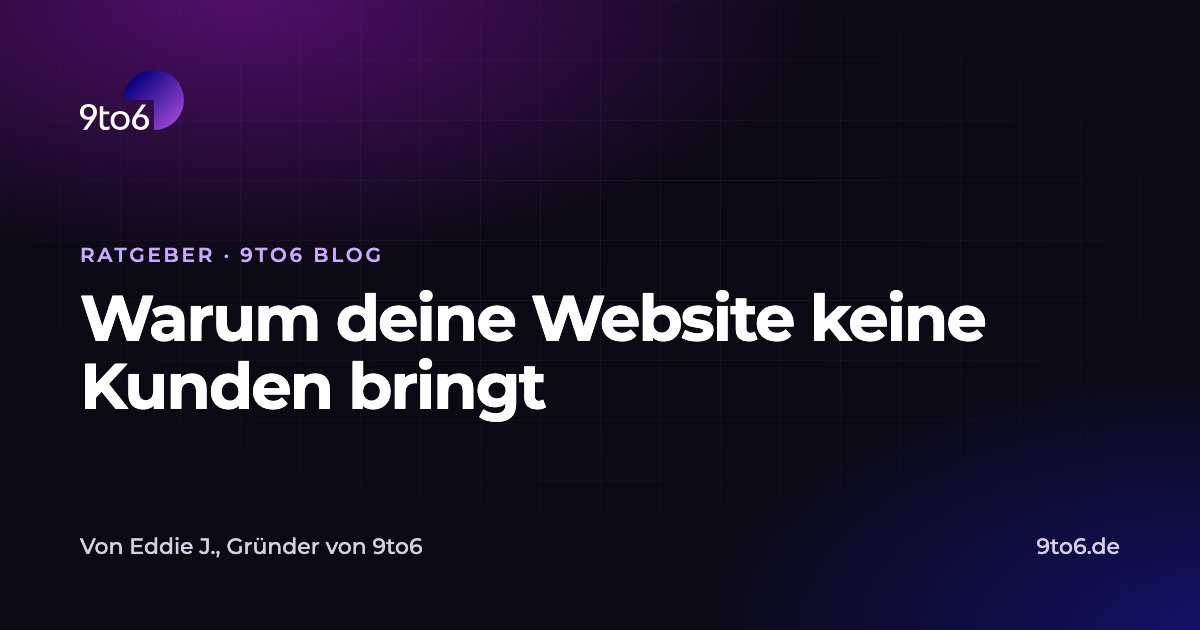 9to6
RATGEBER · 9TO6 BLOG
Warum deine Website keine
Kunden bringt
Von Eddie J., Gründer von 9to6
9to6.de